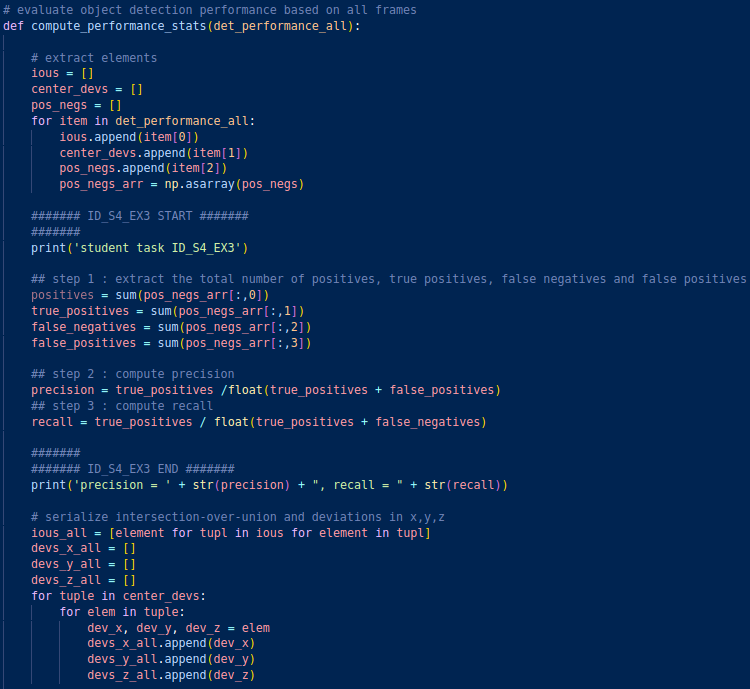 # evaluate object detection performance based on all frames
def compute_performance_stats(det_performance_all):
# extract elements
ious = []
center_devs = []
pos_negs = []
for item in det_performance_all:
ious.append(item[0])
center_devs.append(item[1])
pos_negs.append(item[2])
pos_negs_arr = np.asarray(pos_negs)
####### ID_S4_EX3 START #######
#######
print('student task ID_S4_EX3')
## step 1 : extract the total number of positives, true positives, false negatives and false positives
positives = sum(pos_negs_arr[:,0])
true_positives = sum(pos_negs_arr[:,1])
false_negatives = sum(pos_negs_arr[:,2])
false_positives = sum(pos_negs_arr[:,3])
## step 2 : compute precision
precision = true_positives /float(true_positives + false_positives)
## step 3 : compute recall
recall = true_positives / float(true_positives + false_negatives)
#######
####### ID_S4_EX3 END #######
print('precision = ' + str(precision) + ", recall = " + str(recall))
# serialize intersection-over-union and deviations in x,y,z
ious_all = [element for tupl in ious for element in tupl]
devs_x_all = []
devs_y_all = []
devs_z_all = []
for tuple in center_devs:
for elem in tuple:
dev_x, dev_y, dev_z = elem
devs_x_all.append(dev_x)
devs_y_all.append(dev_y)
devs_z_all.append(dev_z)